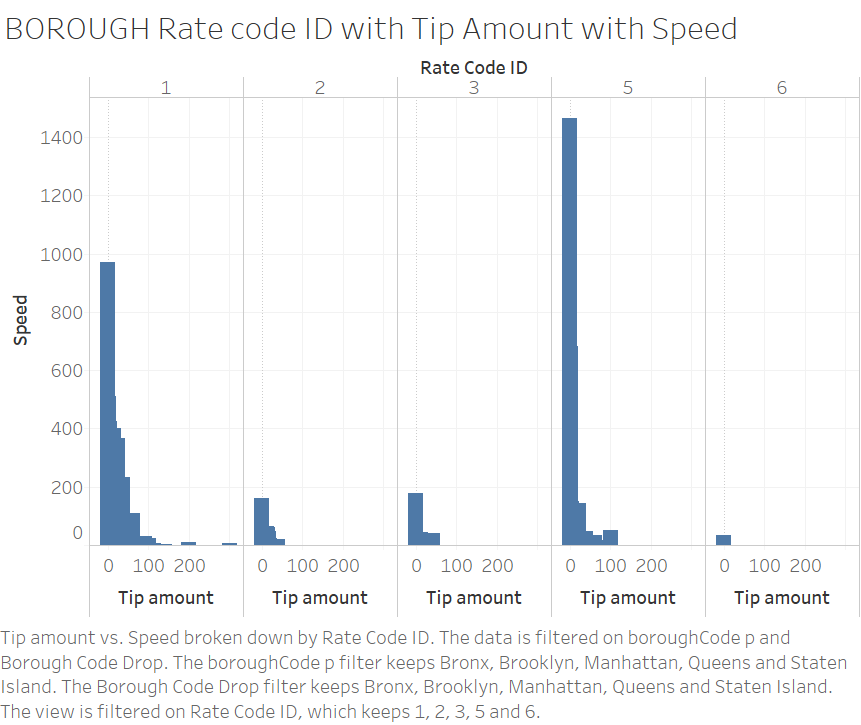 BOROUGH Rate code ID with Tip Amount with Speed
Rate Code ID
1 2 3 5 6
1400
1200
1000
800
600
400
200
0
Speed
0 100 200 0 100 200 0 100 200 0 100 200 0 100 200
Tip amount Tip amount Tip amount Tip amount Tip amount
Tip amount vs. Speed broken down by Rate Code ID. The data is filtered on boroughCode p and
Borough Code Drop. The boroughCode p filter keeps Bronx, Brooklyn, Manhattan, Queens and Staten
Island. The Borough Code Drop filter keeps Bronx, Brooklyn, Manhattan, Queens and Staten Island.
The view is filtered on Rate Code ID, which keeps 1, 2, 3, 5 and 6.